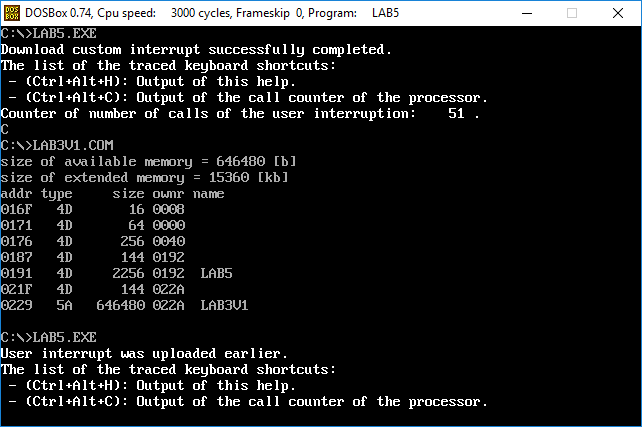 DOSBox 0.74, Cpu speed:    3000 cycles, Frameskip  0, Program:    LAB5
C:\>LAB5.EXE
Download custom interrupt successfully completed.
The list of the traced keyboard shortcuts:
 - (Ctrl+Alt+H): Output of this help.
 - (Ctrl+Alt+C): Output of the call counter of the processor.
Counter of number of calls of the user interruption:    51 .
C
C:\>LAB3V1.COM
size of available memory = 646480 [b]
size of extended memory = 15360 [kb]
addr type     size ownr name
016F   4D       16 0008
0171   4D       64 0000
0176   4D      256 0040
0187   4D      144 0192
0191   4D     2256 0192  LAB5
021F   4D      144 022A
0229   5A   646480 022A  LAB3V1
C:\>LAB5.EXE
User interrupt was uploaded earlier.
The list of the traced keyboard shortcuts:
 - (Ctrl+Alt+H): Output of this help.
 - (Ctrl+Alt+C): Output of the call counter of the processor.